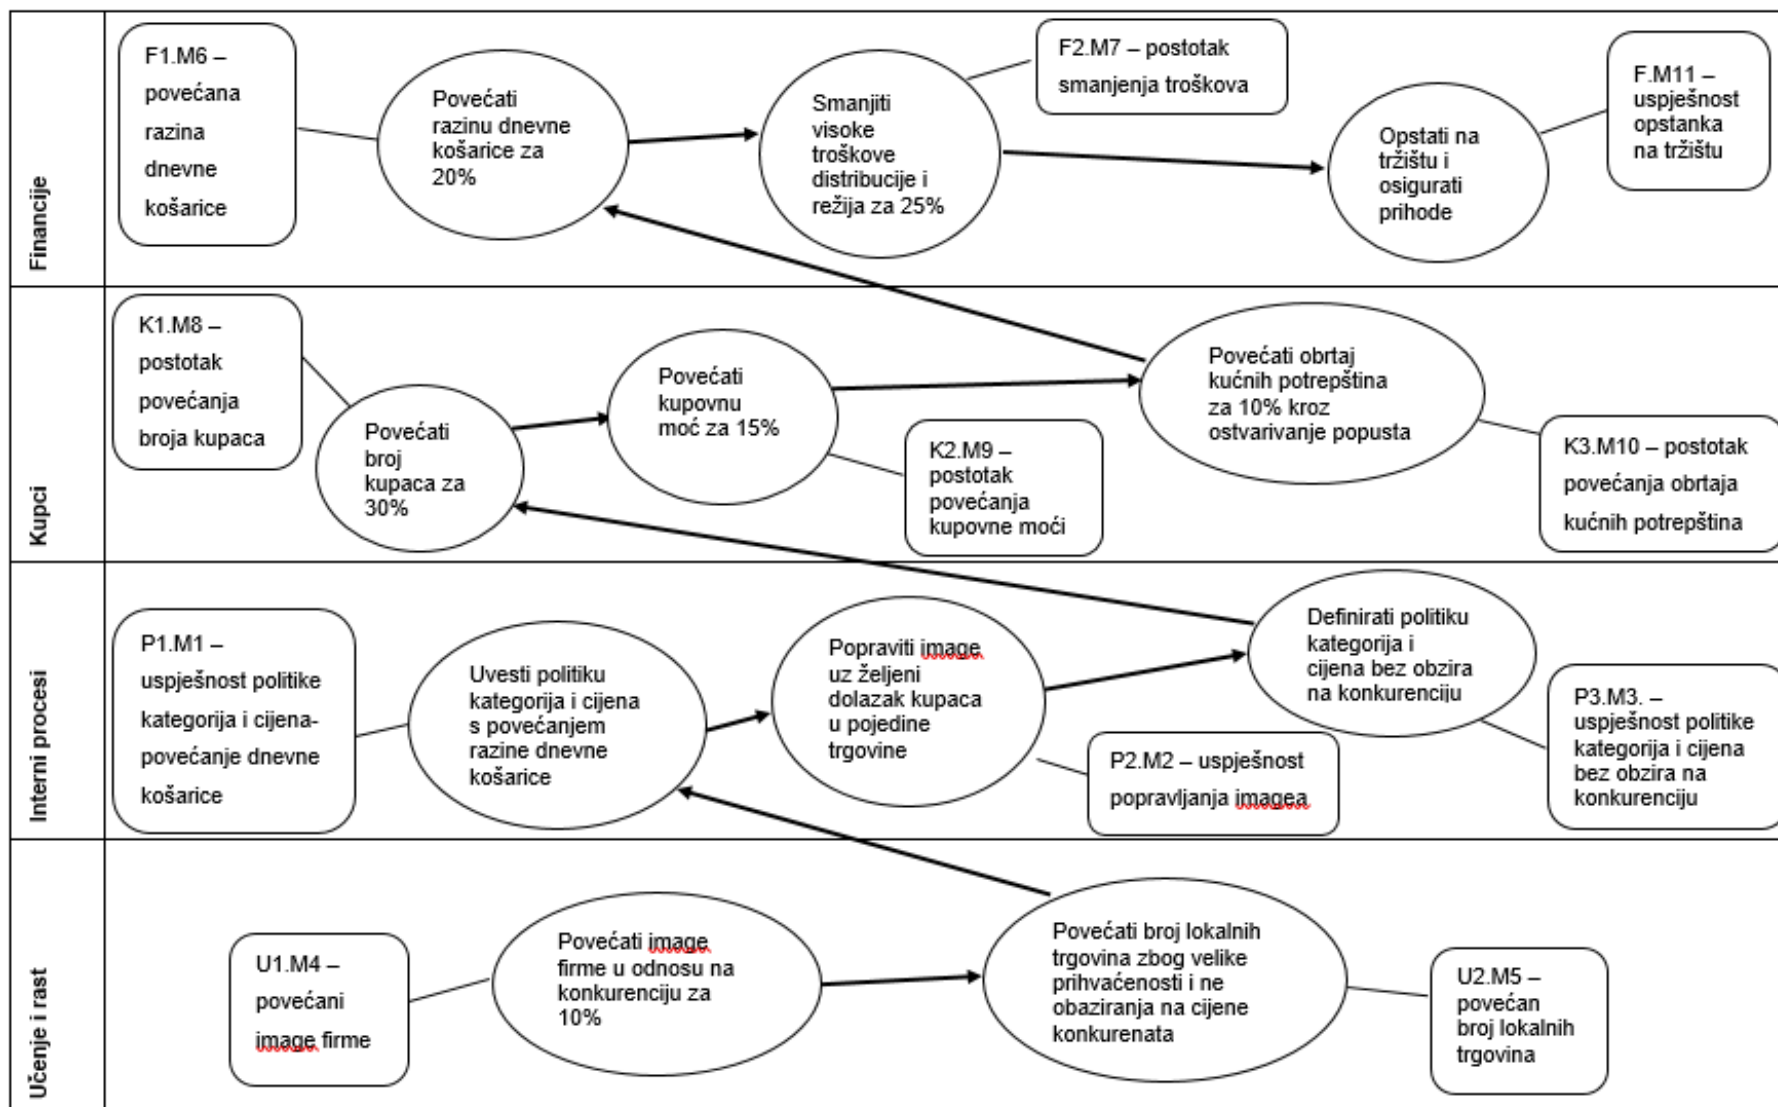 Financije
F1.M6 –
povećana
razina
dnevne
košarice
Povećati
razinu dnevne
košarice za
20%
Smanjiti
visoke
troškove
distribucije i
režija za 25%
F2.M7 – postotak
smanjenja troškova
Opstati na
tržištu i
osigurati
prihode
F.M11 –
uspješnost
opstanka
na tržištu
Kupci
K1.M8 –
postotak
povećanja
broja kupaca
Povećati
broj
kupaca za
30%
Povećati
kupovnu
moć za 15%
K2.M9 –
postotak
povećanja
kupovne moći
Povećati obrtaj
kućnih potrepština
za 10% kroz
ostvarivanje popusta
K3.M10 – postotak
povećanja obrtaja
kućnih potrepština
Interni procesi
P1.M1 –
uspješnost politike
kategorija i cijena-
povećanje dnevne
košarice
Uvesti politiku
kategorija i cijena
s povećanjem
razine dnevne
košarice
Popraviti image
uz željeni
dolazak kupaca
u pojedine
trgovine
P2.M2 – uspješnost
popravljanja imagea
Definirati politiku
kategorija i
cijena bez obzira
na konkurenciju
P3.M3. –
uspješnost politike
kategorija i cijena
bez obzira na
konkurenciju
Učenje i rast
U1.M4 –
povećani
image firme
Povećati image
firme u odnosu na
konkurenciju za
10%
Povećati broj lokalnih
trgovina zbog velike
prihvaćenosti i ne
obaziranja na cijene
konkurenata
U2.M5 –
povećan
broj lokalnih
trgovina